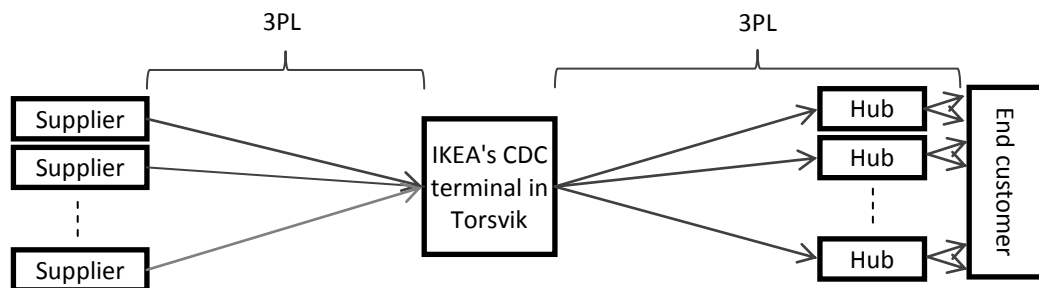 3PL
3PL
Supplier
Supplier
Supplier
IKEA's CDC
terminal in
Torsvik
Hub
Hub
Hub
End customer